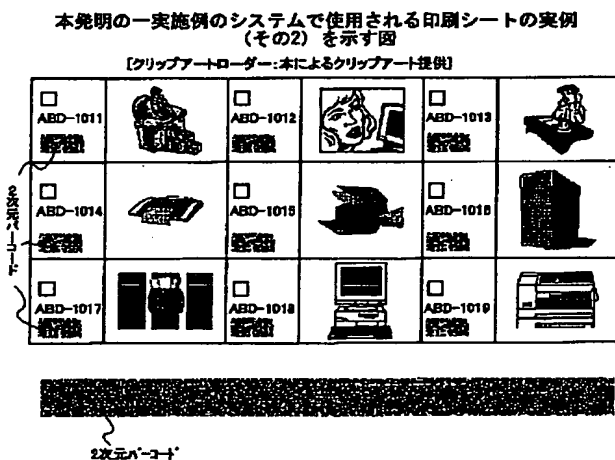 本発明の一実施例のシステムで使用される印刷シートの実例
(その2) を示す図
[クリップアートローダー:本によるクリップアート提供]
ABD-1011
ABD-1012
ABD-1013
ABD-1014
ABD-1015
ABD-1016
ABD-1017
ABD-1018
ABD-1019
2次元バーコード
2次元バーコード